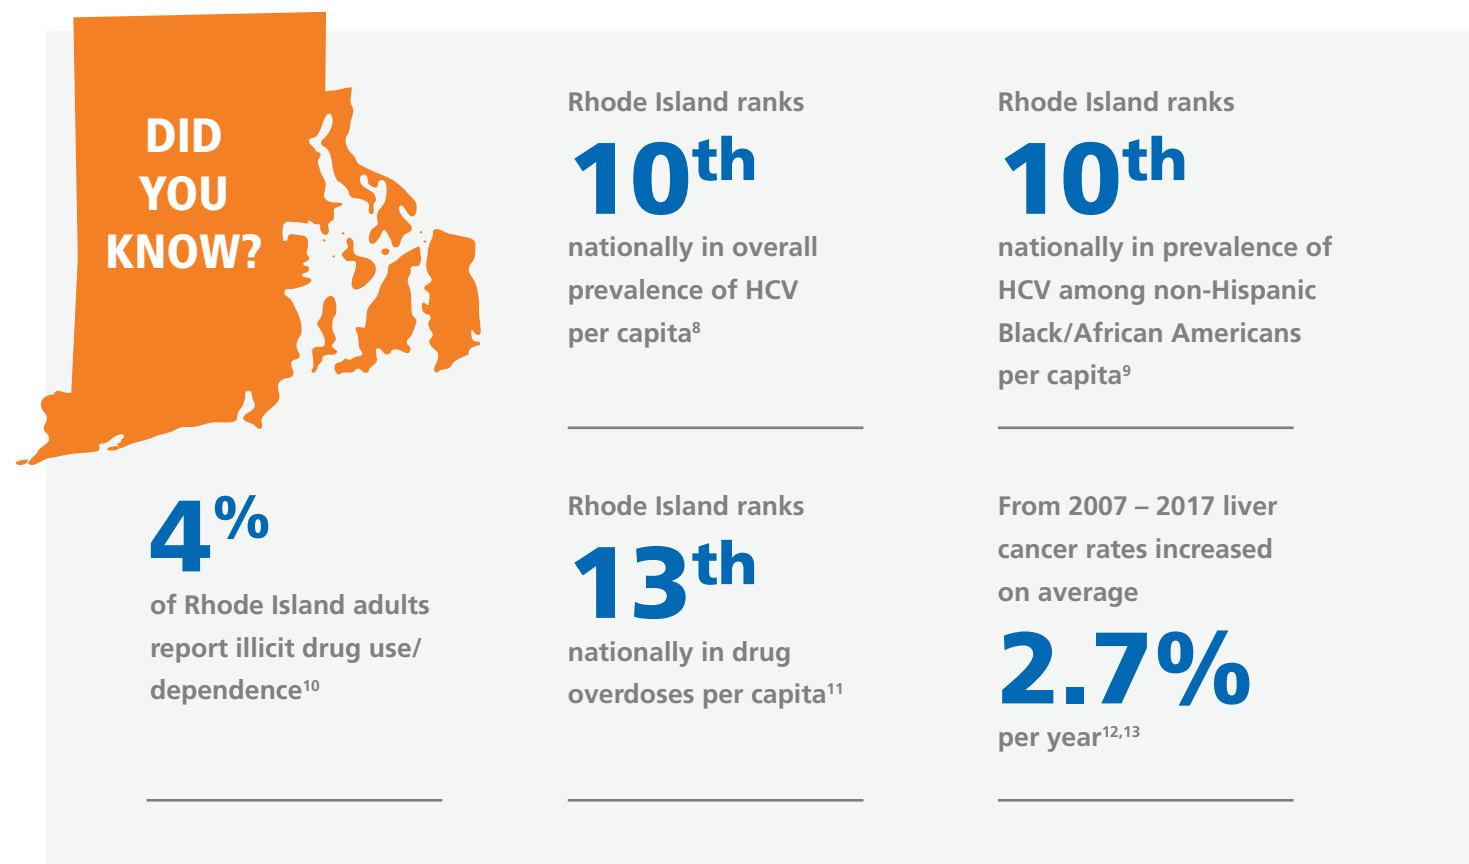 DID
YOU
KNOW?
Rhode Island ranks
10th
nationally in overall
prevalence of HCV
per capita8
Rhode Island ranks
10th
nationally in prevalence of
HCV among non-Hispanic
Black/African Americans
per capita9
4%
of Rhode Island adults
report illicit drug use/
dependence10
Rhode Island ranks
13th
nationally in drug
overdoses per capita11
From 2007 – 2017 liver
cancer rates increased
on average
2.7%
per year12,13